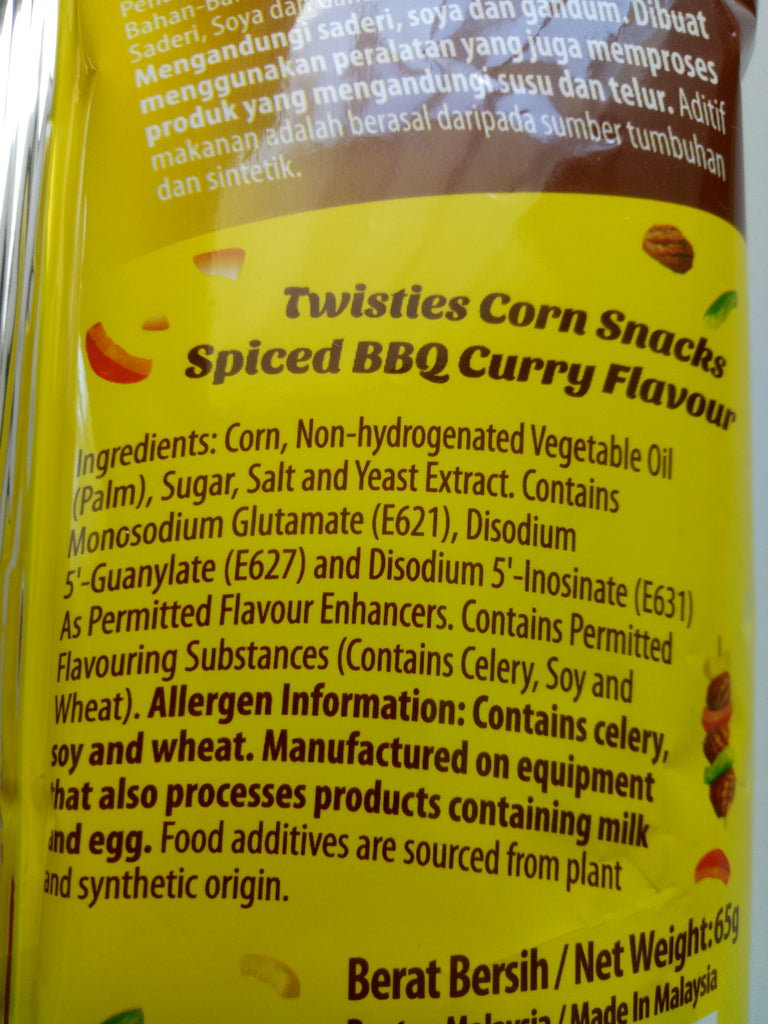 Bahan-Ba
Saderi, Soya da
Mengandungi saderi, soya dan gandum. Dibuat
menggunakan peralatan yang juga memproses
produk yang mengandungi susu dan telur. Aditif
makanan adalah berasal daripada sumber tumbuhan
dan sintetik.
Twisties Corn Snacks
Spiced BBQ Curry Flavour
Ingredients: Corn, Non-hydrogenated Vegetable Oil
(Palm), Sugar, Salt and Yeast Extract. Contains
Monosodium Glutamate (E621), Disodium
5'-Guanylate (E627) and Disodium 5'-Inosinate (E631)
As Permitted Flavour Enhancers. Contains Permitted
Flavouring Substances (Contains Celery, Soy and
Wheat). Allergen Information: Contains celery,
soy and wheat. Manufactured on equipment
that also processes products containing milk
and egg. Food additives are sourced from plant
and synthetic origin.
Berat Bersih / Net Weight: 65g
Malaysia / Made In Malaysia